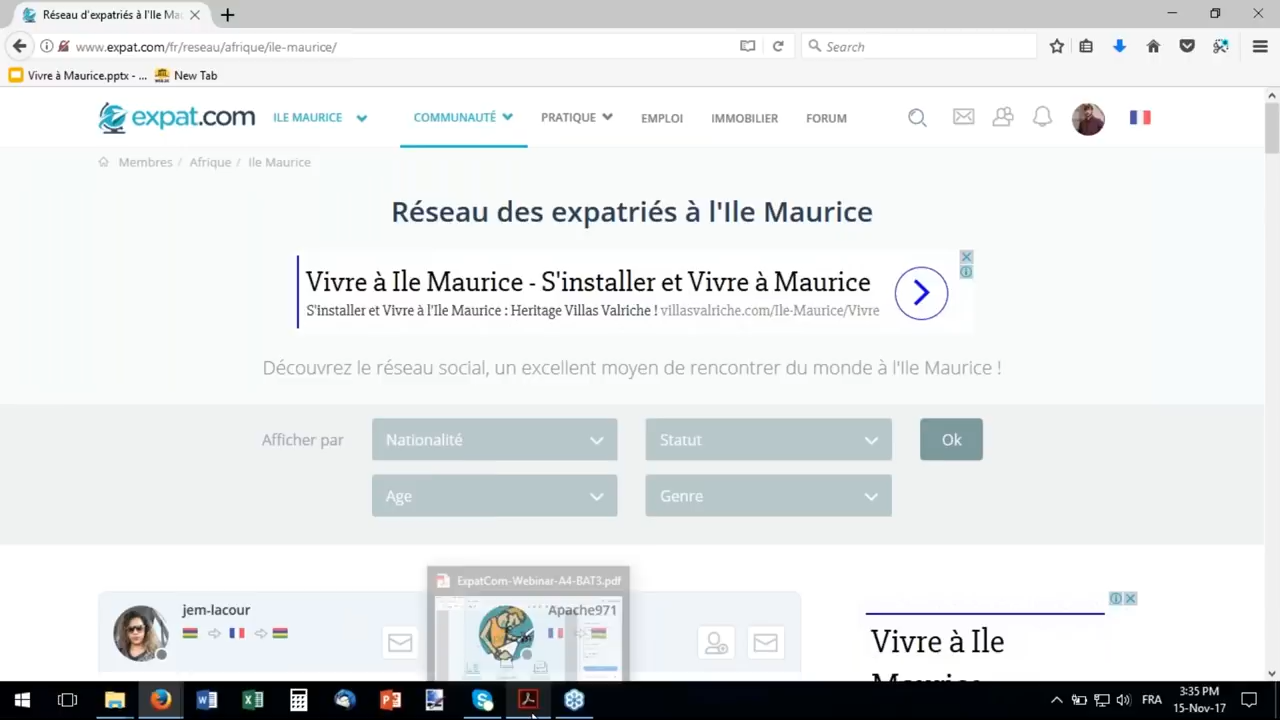 Réseau d'expatriés à l'Ile Mau
www.expat.com/fr/reseau/afrique/ile-maurice/
Search
Vivre à Maurice.pptx - ...
New Tab
expat.com
ILE MAURICE
COMMUNAUTÉ
PRATIQUE
EMPLOI
IMMOBILIER
FORUM
Membres / Afrique / Ile Maurice
Réseau des expatriés à l'Ile Maurice
Vivre à Ile Maurice - S'installer et Vivre à Maurice
S'installer et Vivre à l'Ile Maurice : Heritage Villas Valriche ! villasvalriche.com/Ile-Maurice/Vivre
Découvrez le réseau social, un excellent moyen de rencontrer du monde à l'Ile Maurice !
Afficher par
Nationalité
Statut
Ok
Age
Genre
ExpatCom-Webinar-A4-BAT3.pdf
jem-lacour
Apache971
Vivre à Ile
Maurice
FRA
3:35 PM
15-Nov-17